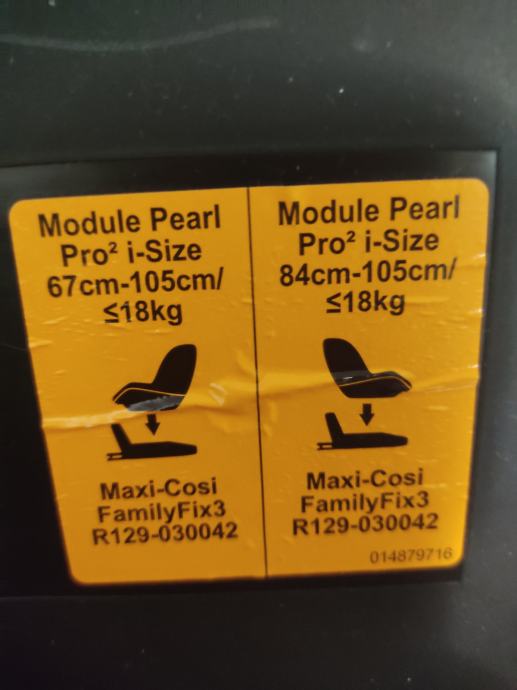 Module Pearl
Pro² i-Size
67cm-105cm/
≤18kg
Maxi-Cosi
FamilyFix3
R129-030042
Module Pearl
Pro² i-Size
84cm-105cm/
≤18kg
Maxi-Cosi
FamilyFix3
R129-030042
014879716